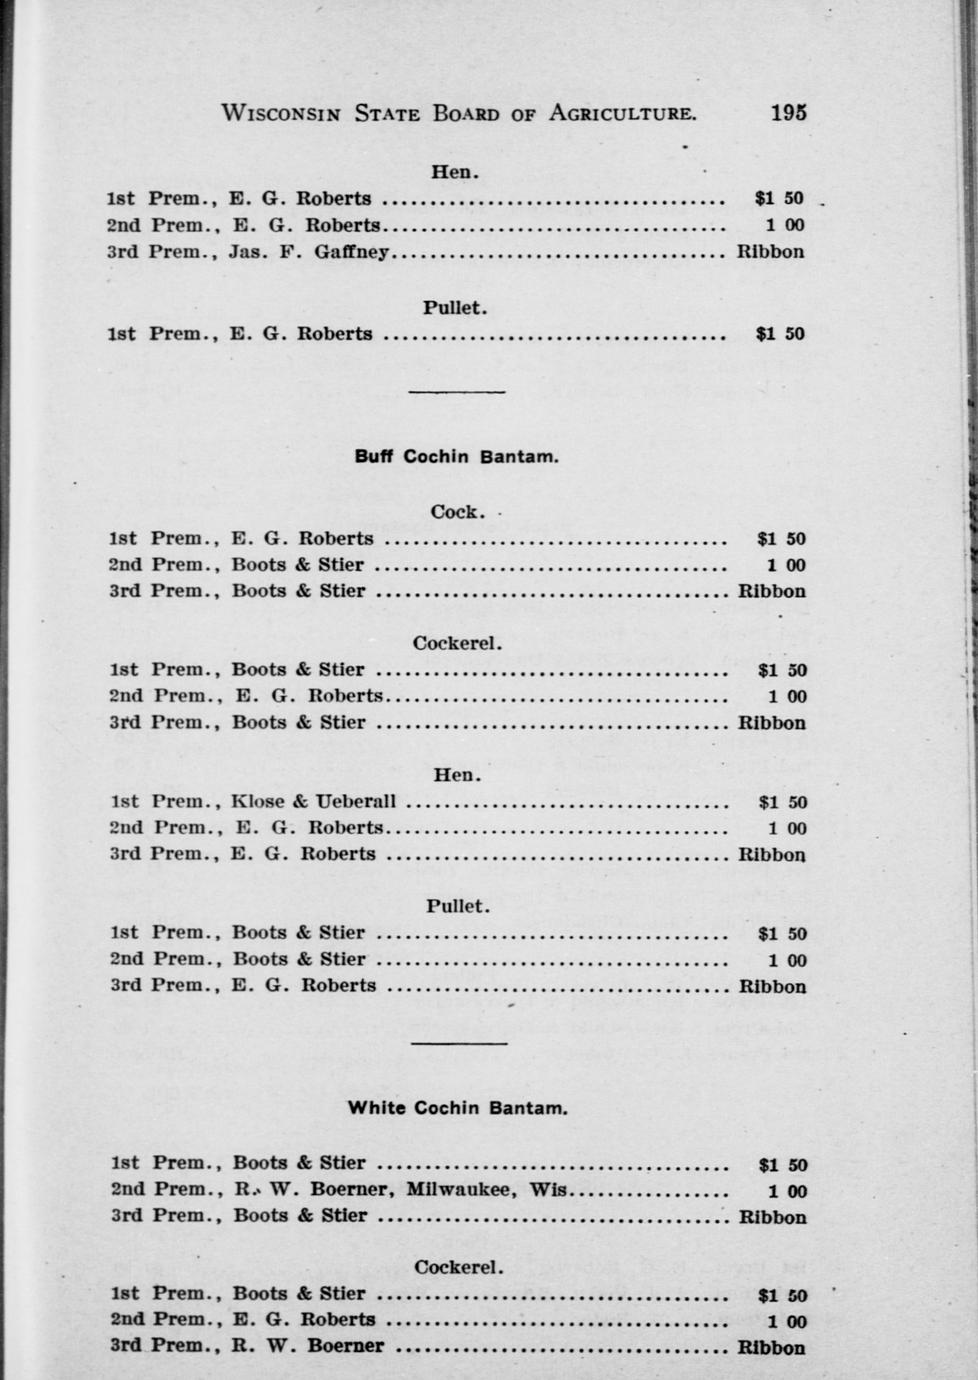 WISCONSIN STATE BOARD OF AGRICULTURE. 195
Hen.
1st Prem., E. G. Roberts .................................... $1 50
2nd Prem., E. G. Roberts.................................... 1 00
3rd Prem., Jas. F. Gaffney................................... Ribbon
Pullet.
1st Prem., E. G. Roberts .................................... $1 50
Buff Cochin Bantam.
Cock.
1st Prem., E. G. Roberts .................................... $1 50
2nd Prem., Boots & Stier ..................................... 1 00
3rd Prem., Boots & Stier ..................................... Ribbon
Cockerel.
1st Prem., Boots & Stier ..................................... $1 50
2nd Prem., E. G. Roberts.................................... 1 00
3rd Prem., Boots & Stier ..................................... Ribbon
Hen.
1st Prem., Klose & Ueberall .................................. $1 50
2nd Prem., E. G. Roberts.................................... 1 00
3rd Prem., E. G. Roberts .................................... Ribbon
Pullet.
1st Prem., Boots & Stier ..................................... $1 50
2nd Prem., Boots & Stier ..................................... 1 00
3rd Prem., E. G. Roberts .................................... Ribbon
White Cochin Bantam.
1st Prem., Boots & Stier ..................................... $1 50
2nd Prem., R. W. Boerner, Milwaukee, Wis................. 1 00
3rd Prem., Boots & Stier ..................................... Ribbon
Cockerel.
1st Prem., Boots & Stier ..................................... $1 50
2nd Prem., E. G. Roberts .................................... 1 00
3rd Prem., R. W. Boerner ................................... Ribbon